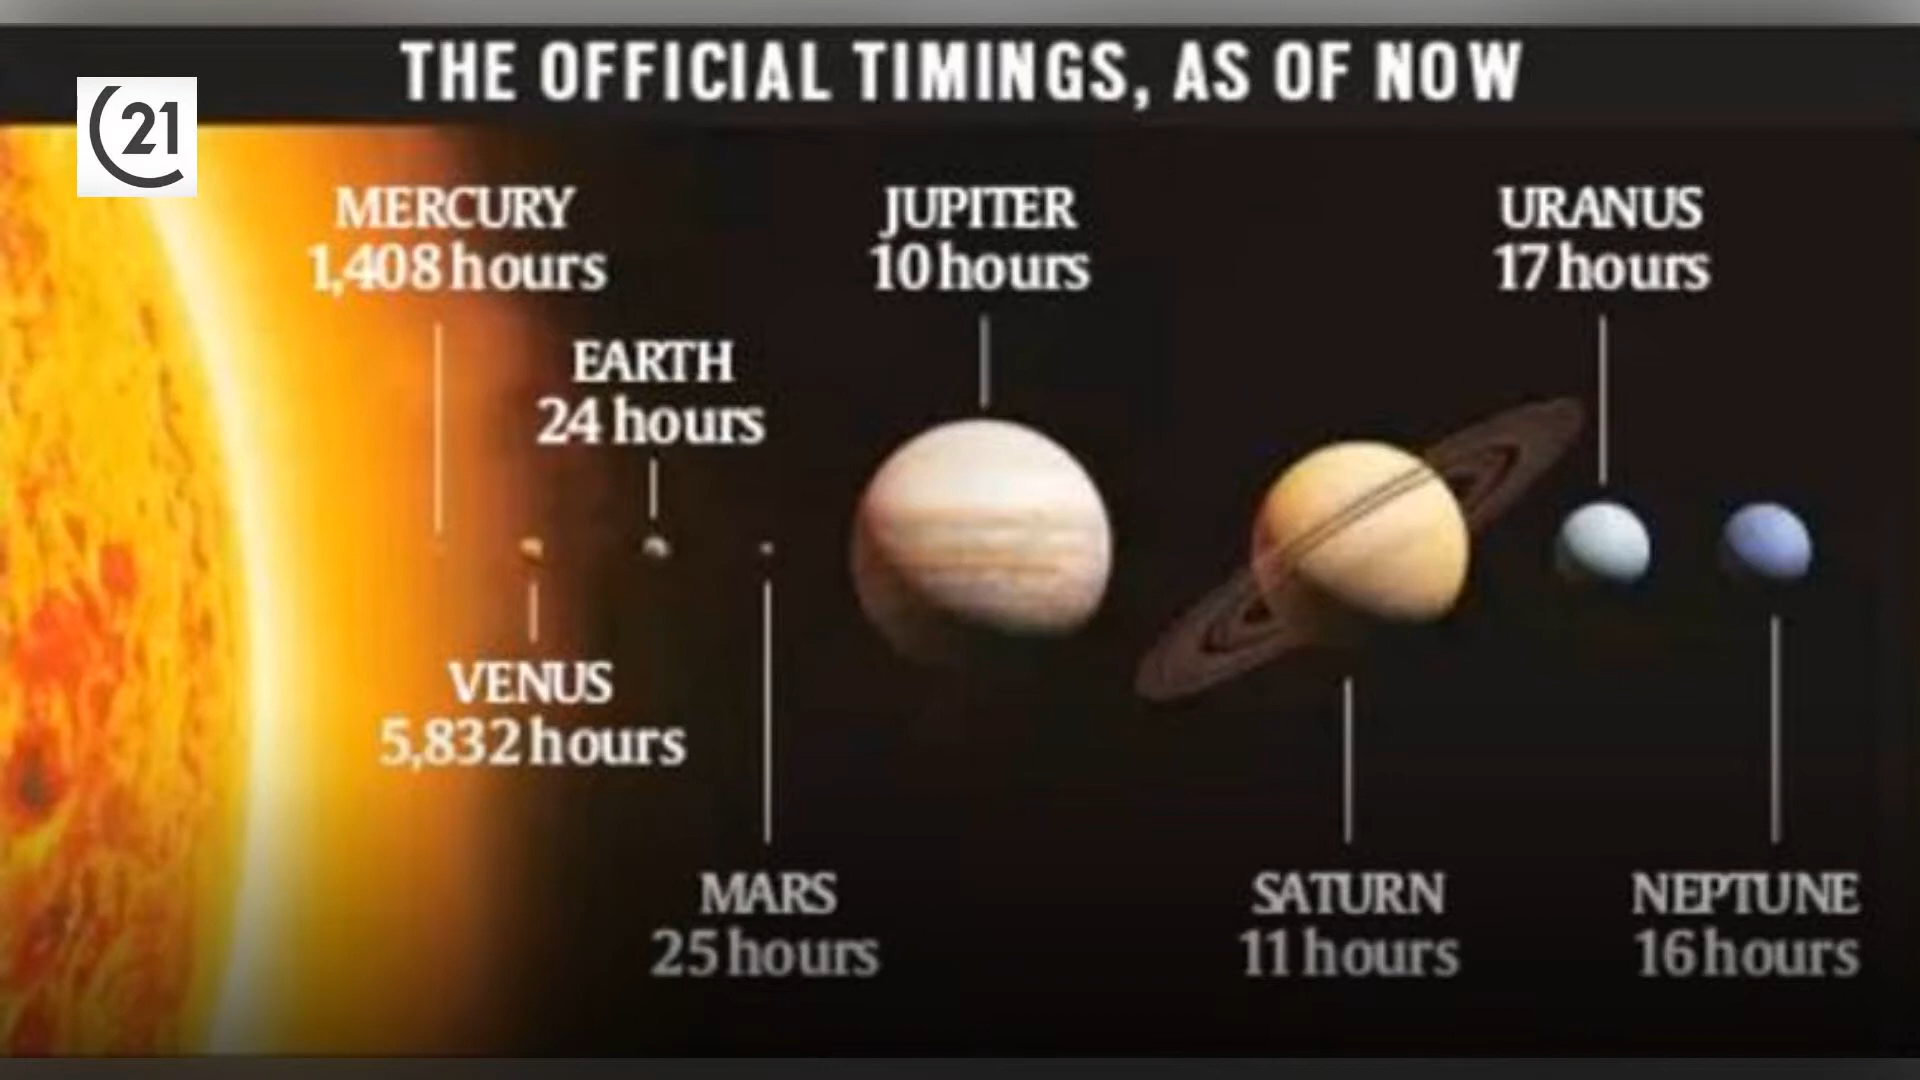 THE OFFICIAL TIMINGS, AS OF NOW
21
MERCURY
1,408 hours
JUPITER
10 hours
URANUS
17 hours
EARTH
24 hours
VENUS
5,832 hours
MARS
25 hours
SATURN
11 hours
NEPTUNE
16 hours